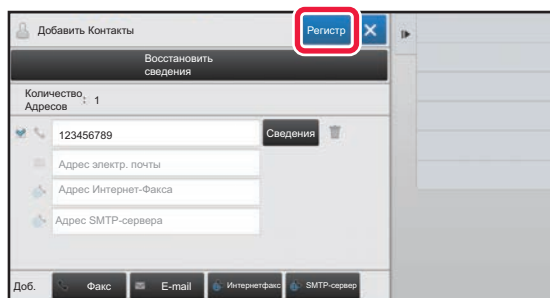 Добавить Контакты
Регистр
Восстановить
сведения
Количество
Адресов : 1
123456789
Сведения
Адрес электр. почты
Адрес Интернет-Факса
Адрес SMTP-сервера
Доб.
Факс
E-mail
Интернетфакс
SMTP-сервер